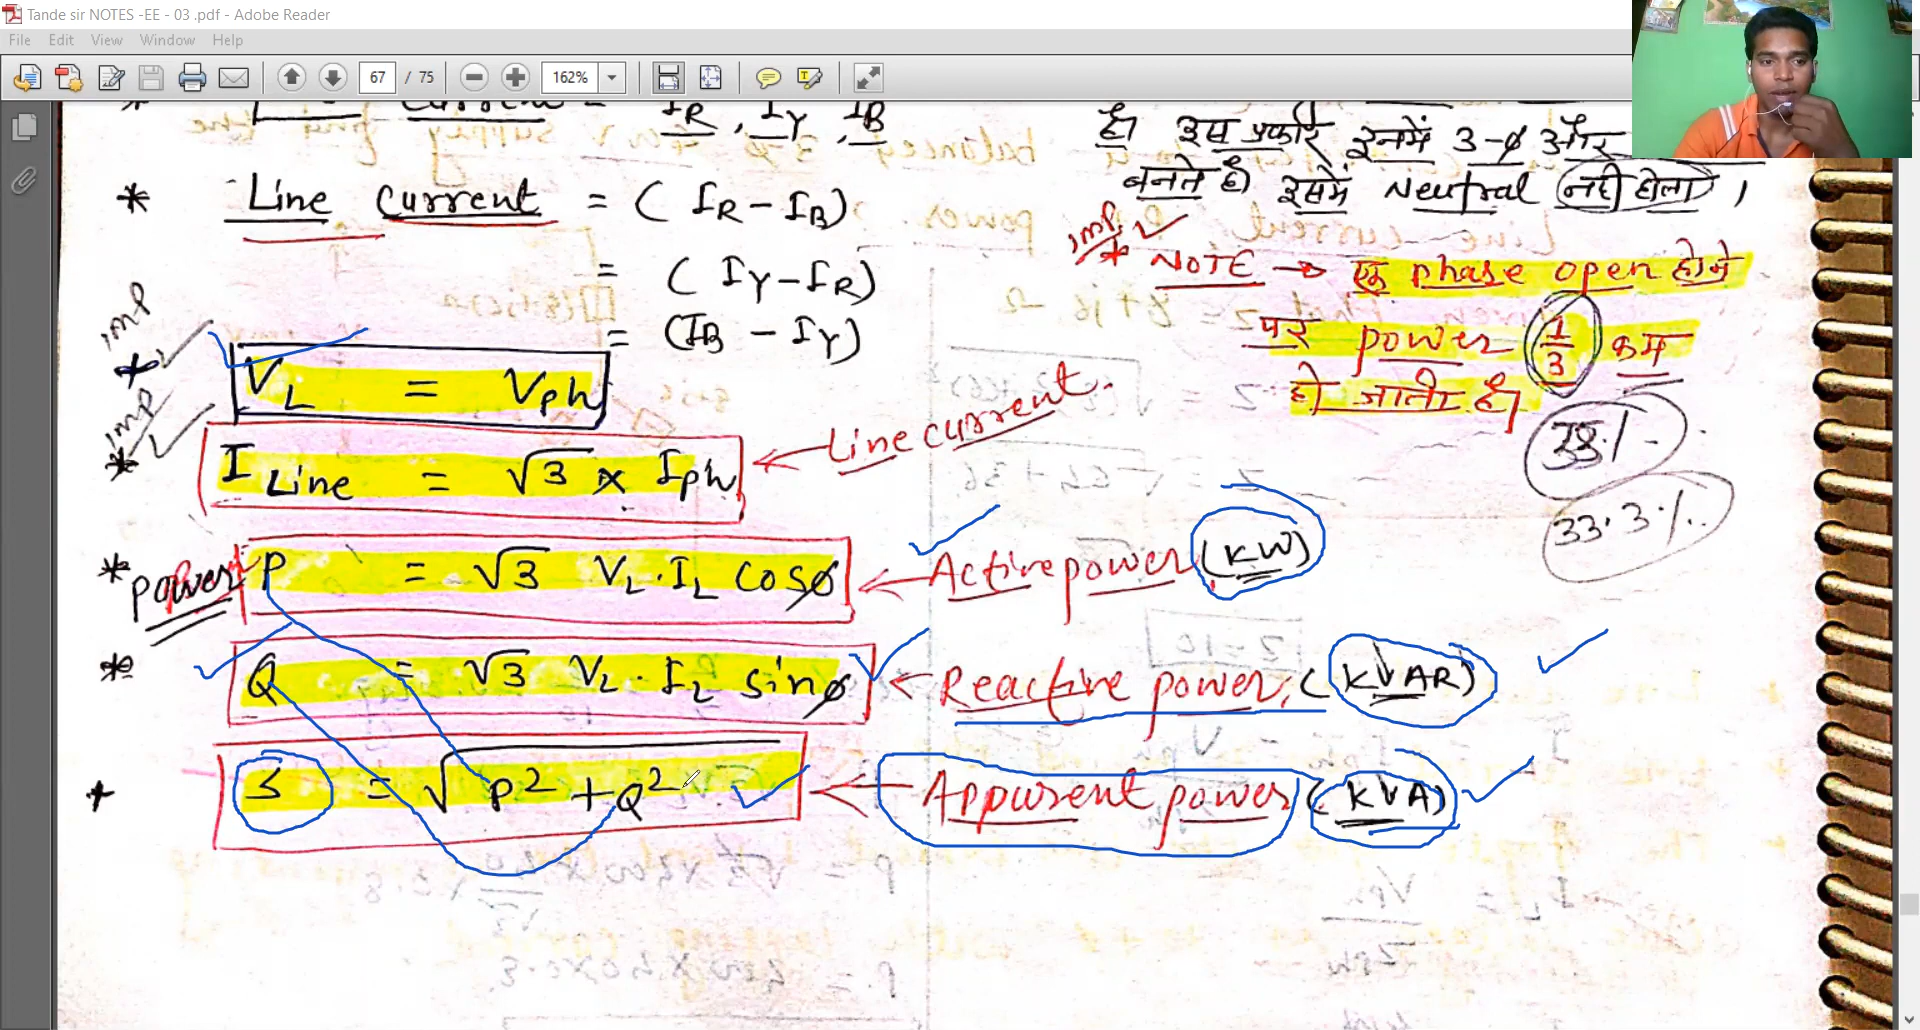 Tande sir NOTES -EE - 03 .pdf - Adobe Reader
File Edit View Window Help
67 / 75 162%
Current = IR , IY , IB
* Line Current = ( IR - IB)
= ( IY - IR)
= (IB - IY)
imp
* VL = Vph
imp
* I Line = √3 × Iph ← Line current.
* power P = √3 VL . IL cosφ ← Active power (KW)
* Q = √3 VL . IL sinφ ← Reactive power, (KVAR)
* S = √P² + Q² ← Appurent power (KVA)
है। इस प्रकार इनमें 3-φ और
बनते है। इसमें Neutral नही होता ।
imp
* NOTE → एक phase open होने
पर power 1/3 कम
हो जाती है।
33.3%.